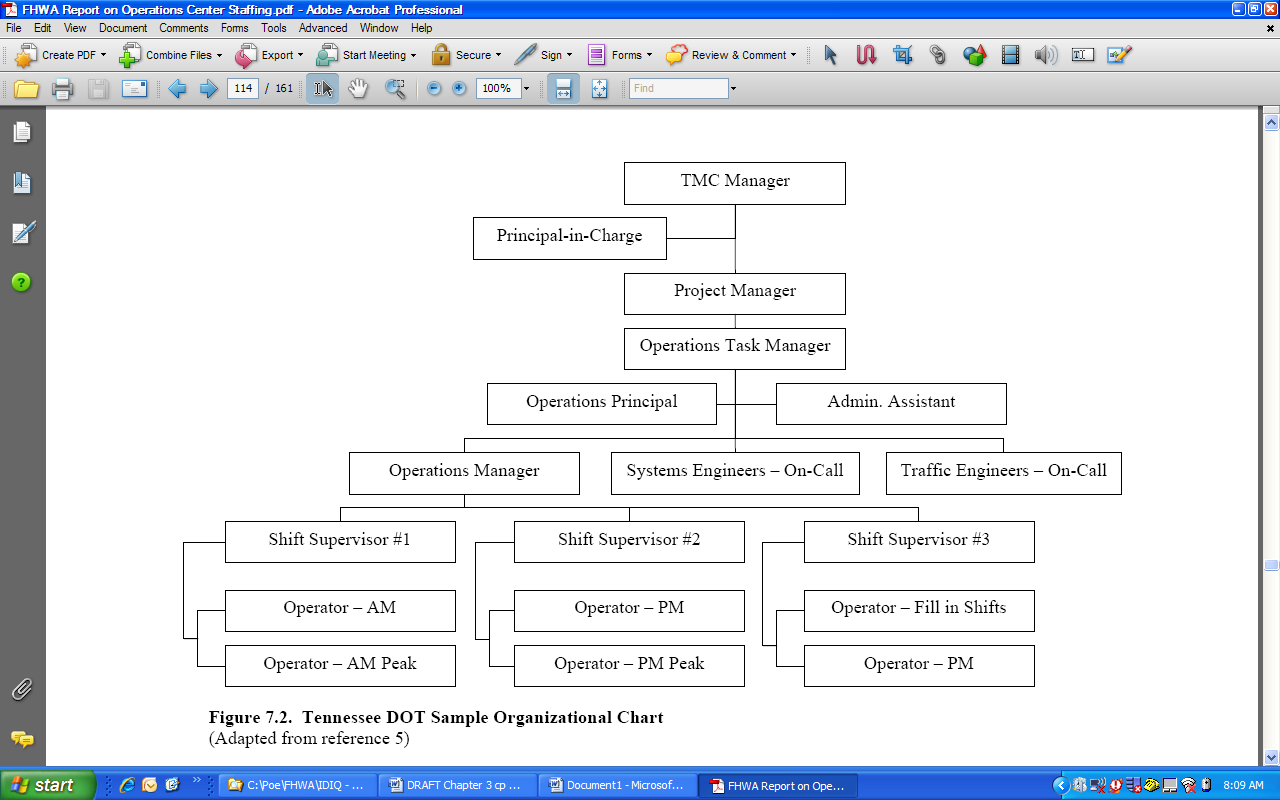 FHWA Report on Operations Center Staffing.pdf - Adobe Acrobat Professional
File Edit View Document Comments Forms Tools Advanced Window Help
Create PDF Combine Files Export Start Meeting Secure Sign Forms Review & Comment
114 / 161 100% Find
TMC Manager
Principal-in-Charge
Project Manager
Operations Task Manager
Operations Principal Admin. Assistant
Operations Manager Systems Engineers – On-Call Traffic Engineers – On-Call
Shift Supervisor #1 Shift Supervisor #2 Shift Supervisor #3
Operator – AM Operator – PM Operator – Fill in Shifts
Operator – AM Peak Operator – PM Peak Operator – PM
Figure 7.2. Tennessee DOT Sample Organizational Chart
(Adapted from reference 5)
start C:\Poe\FHWA\IDIQ - ... DRAFT Chapter 3 cp ... Document1 - Microsof... FHWA Report on Ope... 8:09 AM